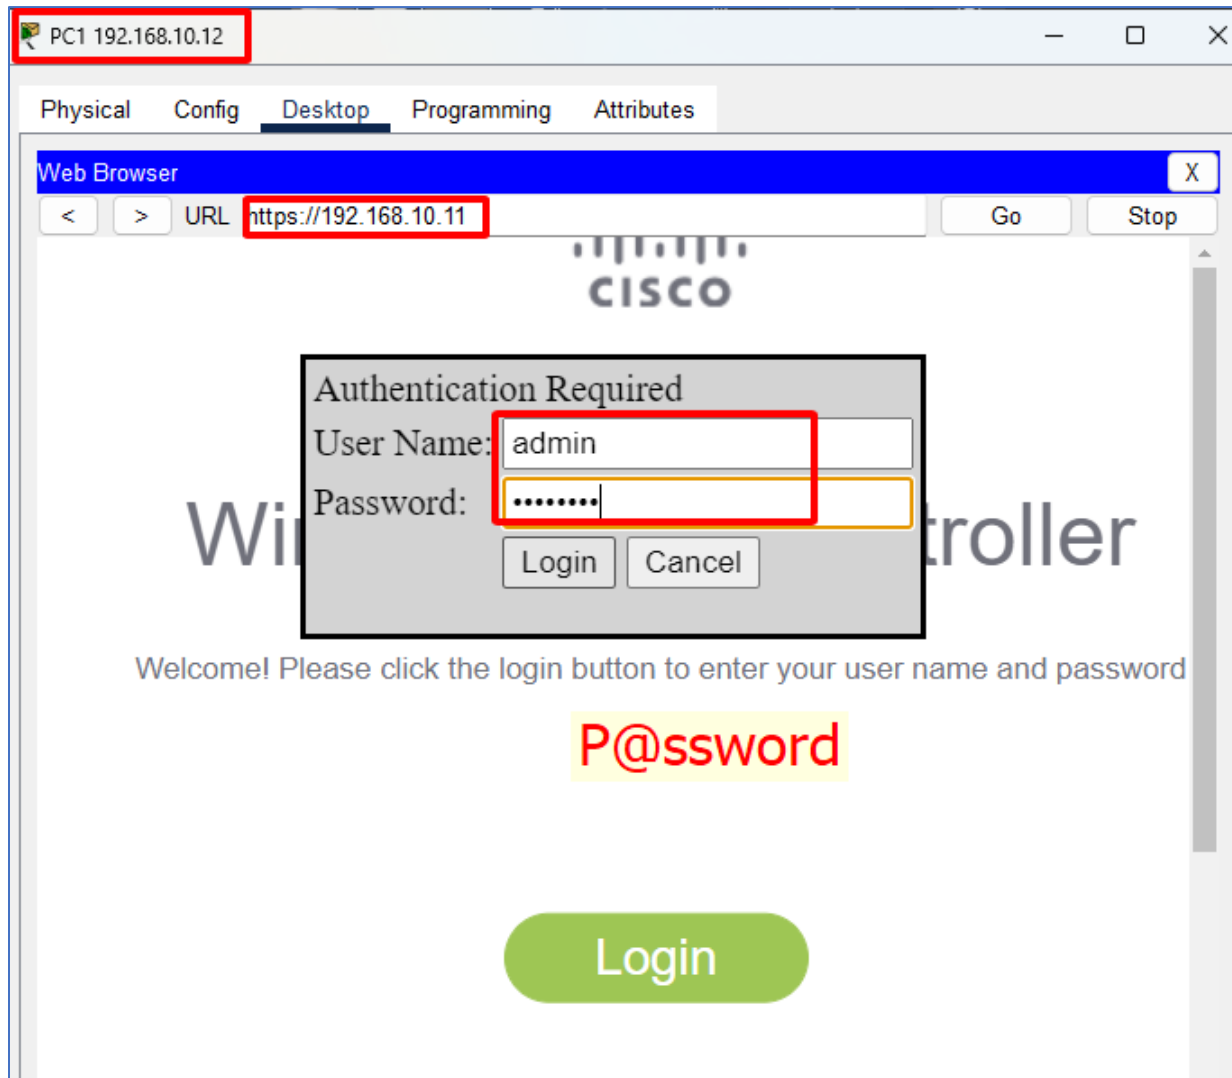 PC1 192.168.10.12
Physical Config Desktop Programming Attributes
Web Browser X
< > URL https://192.168.10.11 Go Stop
CISCO
Authentication Required
User Name: admin
Password: ••••••••
Login Cancel
Wi troller
Welcome! Please click the login button to enter your user name and password
P@ssword
Login